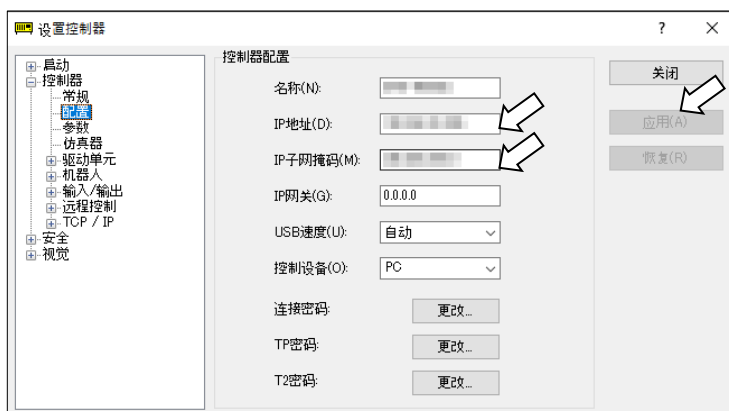 设置控制器
? ×
启动
控制器
常规
配置
参数
仿真器
驱动单元
机器人
输入/输出
远程控制
TCP / IP
安全
视觉
控制器配置
名称(N):
IP地址(D):
IP子网掩码(M):
IP网关(G): 0.0.0.0
USB速度(U): 自动
控制设备(O): PC
连接密码: 更改...
TP密码: 更改...
T2密码: 更改...
关闭
应用(A)
恢复(R)